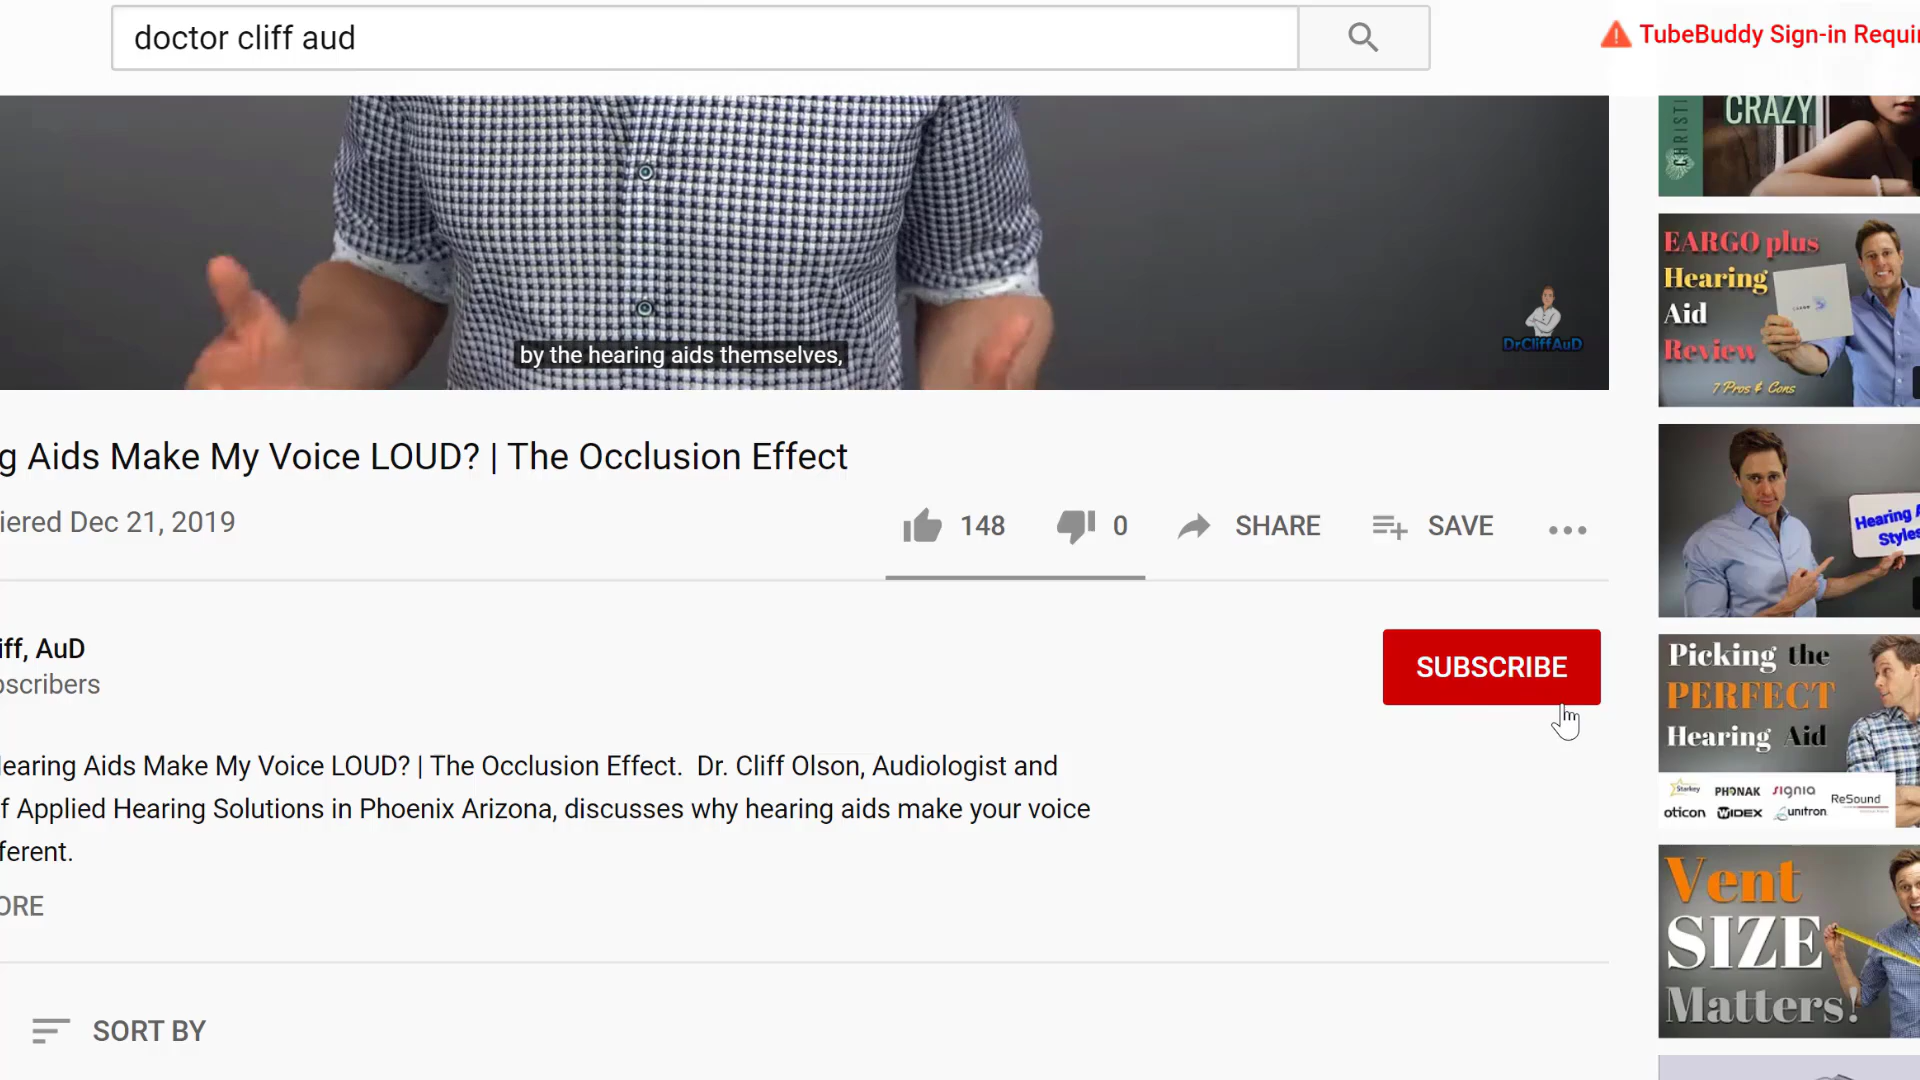 doctor cliff aud
TubeBuddy Sign-in Requi
CHRISTI
CRAZY
EARGO plus
Hearing
Aid
Review
7 Pros & Cons
by the hearing aids themselves,
DrCliffAuD
g Aids Make My Voice LOUD? | The Occlusion Effect
iered Dec 21, 2019
148
0
SHARE
SAVE
Hearing A
Styles
iff, AuD
bscribers
SUBSCRIBE
Picking the
PERFECT
Hearing Aid
Starkey PHONAK signia
ReSound
oticon WIDEX unitron
earing Aids Make My Voice LOUD? | The Occlusion Effect. Dr. Cliff Olson, Audiologist and
f Applied Hearing Solutions in Phoenix Arizona, discusses why hearing aids make your voice
ferent.
ORE
Vent
SIZE
Matters!
SORT BY